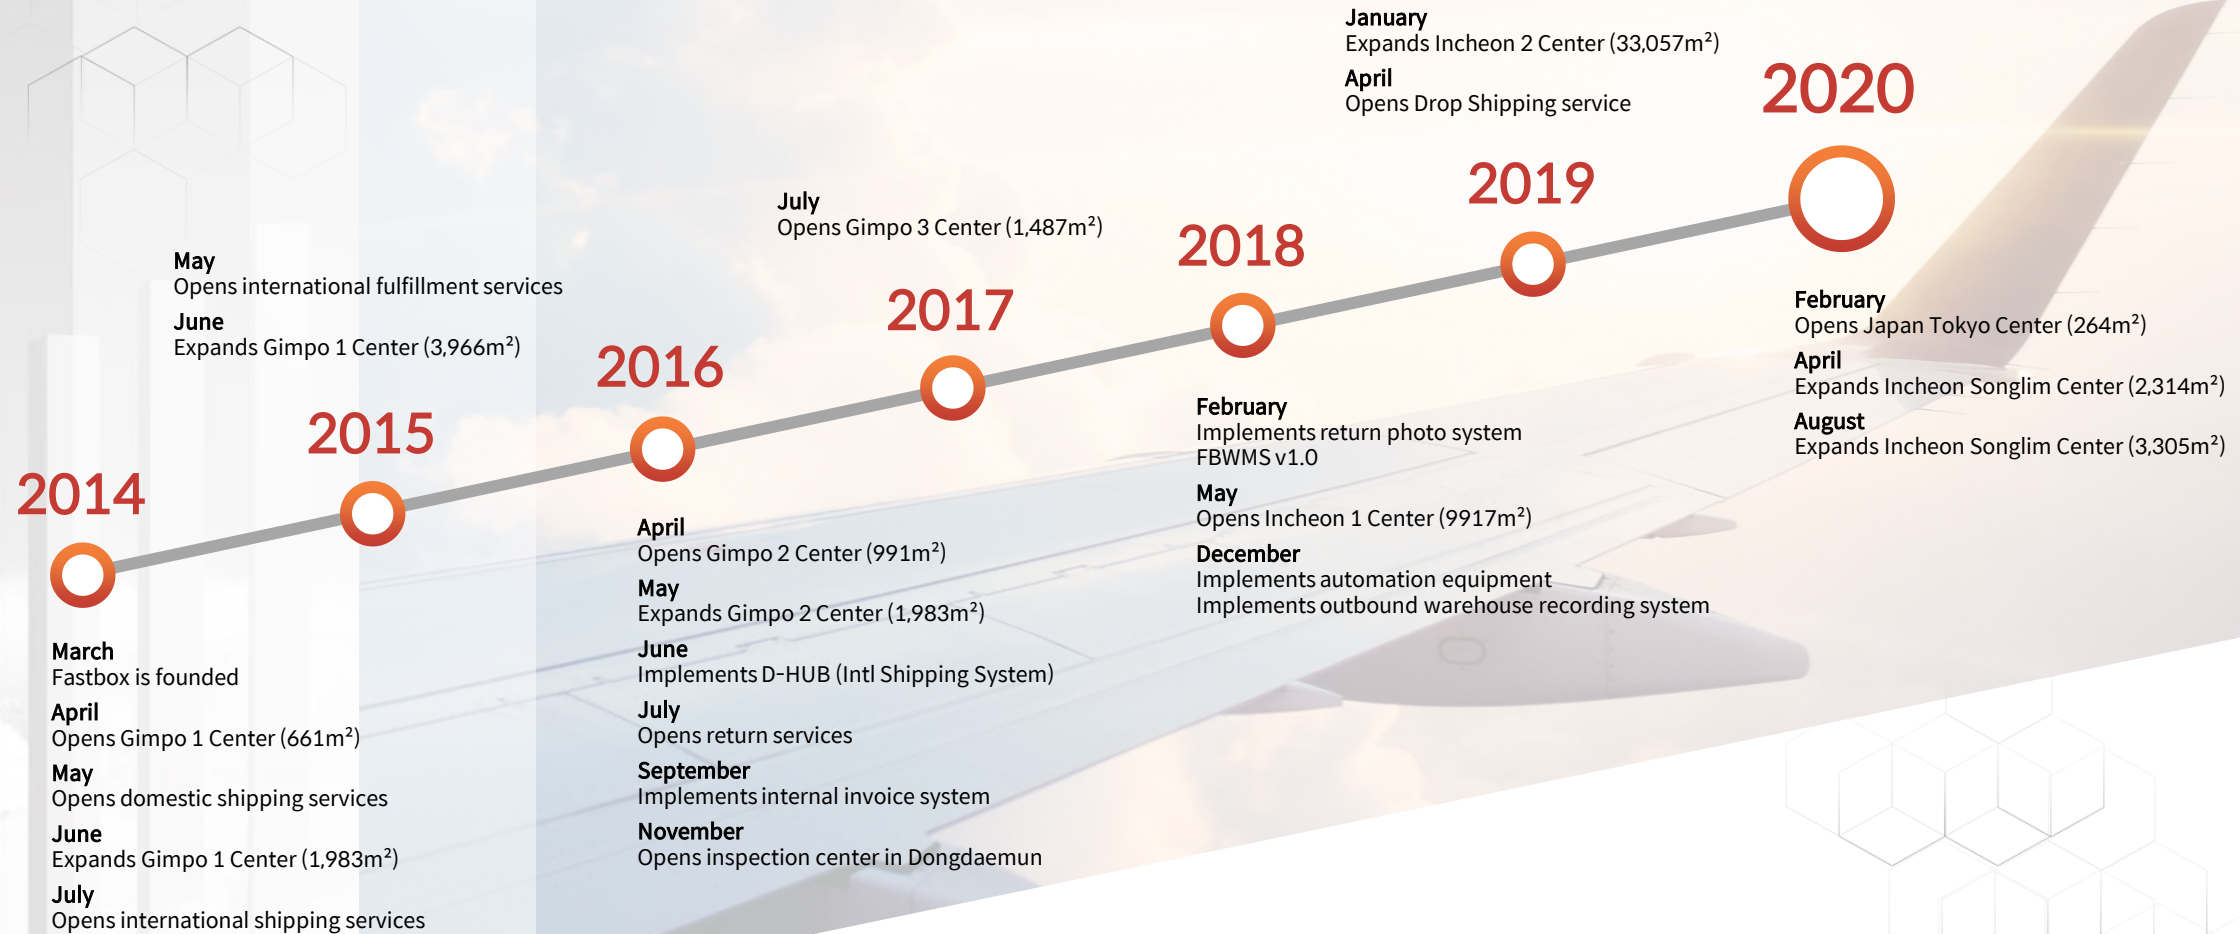 2014
March
Fastbox is founded
April
Opens Gimpo 1 Center (661m²)
May
Opens domestic shipping services
June
Expands Gimpo 1 Center (1,983m²)
July
Opens international shipping services
2015
May
Opens international fulfillment services
June
Expands Gimpo 1 Center (3,966m²)
2016
April
Opens Gimpo 2 Center (991m²)
May
Expands Gimpo 2 Center (1,983m²)
June
Implements D-HUB (Intl Shipping System)
July
Opens return services
September
Implements internal invoice system
November
Opens inspection center in Dongdaemun
2017
July
Opens Gimpo 3 Center (1,487m²)
2018
February
Implements return photo system
FBWMS v1.0
May
Opens Incheon 1 Center (9917m²)
December
Implements automation equipment
Implements outbound warehouse recording system
2019
January
Expands Incheon 2 Center (33,057m²)
April
Opens Drop Shipping service
2020
February
Opens Japan Tokyo Center (264m²)
April
Expands Incheon Songlim Center (2,314m²)
August
Expands Incheon Songlim Center (3,305m²)